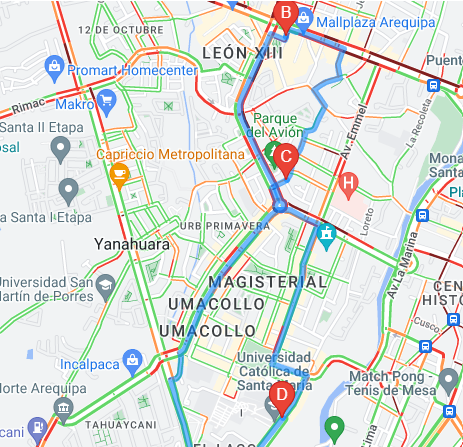 B
Mallplaza Arequipa
12 DE OCTUBRE
LEÓN XIII
Promart Homecenter
Puente
Rimac
Makro
La Recoleta
Santa II Etapa
osal
Parque
del Avión
Av. Emmel
Capriccio Metropolitana
C
Mona
Santa
H
Pla
a Santa I Etapa
Loreto
URB PRIMAVERA
Yanahuara
Av. La Marina
Universidad San
Martín de Porres
MAGISTERIAL
UMACOLLO
UMACOLLO
CEN
HISTÓ
Cusco
Incalpaca
Universidad
Católica de
Santa María
D
Match Pong -
Tenis de Mesa
Norte Arequipa
TAHUAYCANI
cani
EL LAGO